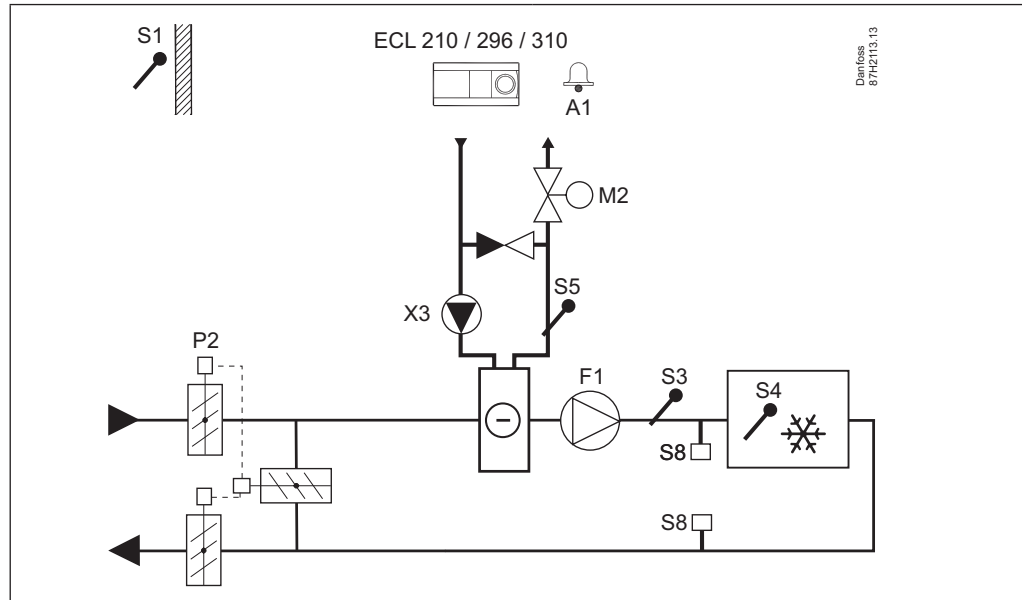 S1
ECL 210 / 296 / 310
A1
Danfoss
87H2113.13
M2
S5
X3
P2
F1
S3
S4
S8
S8